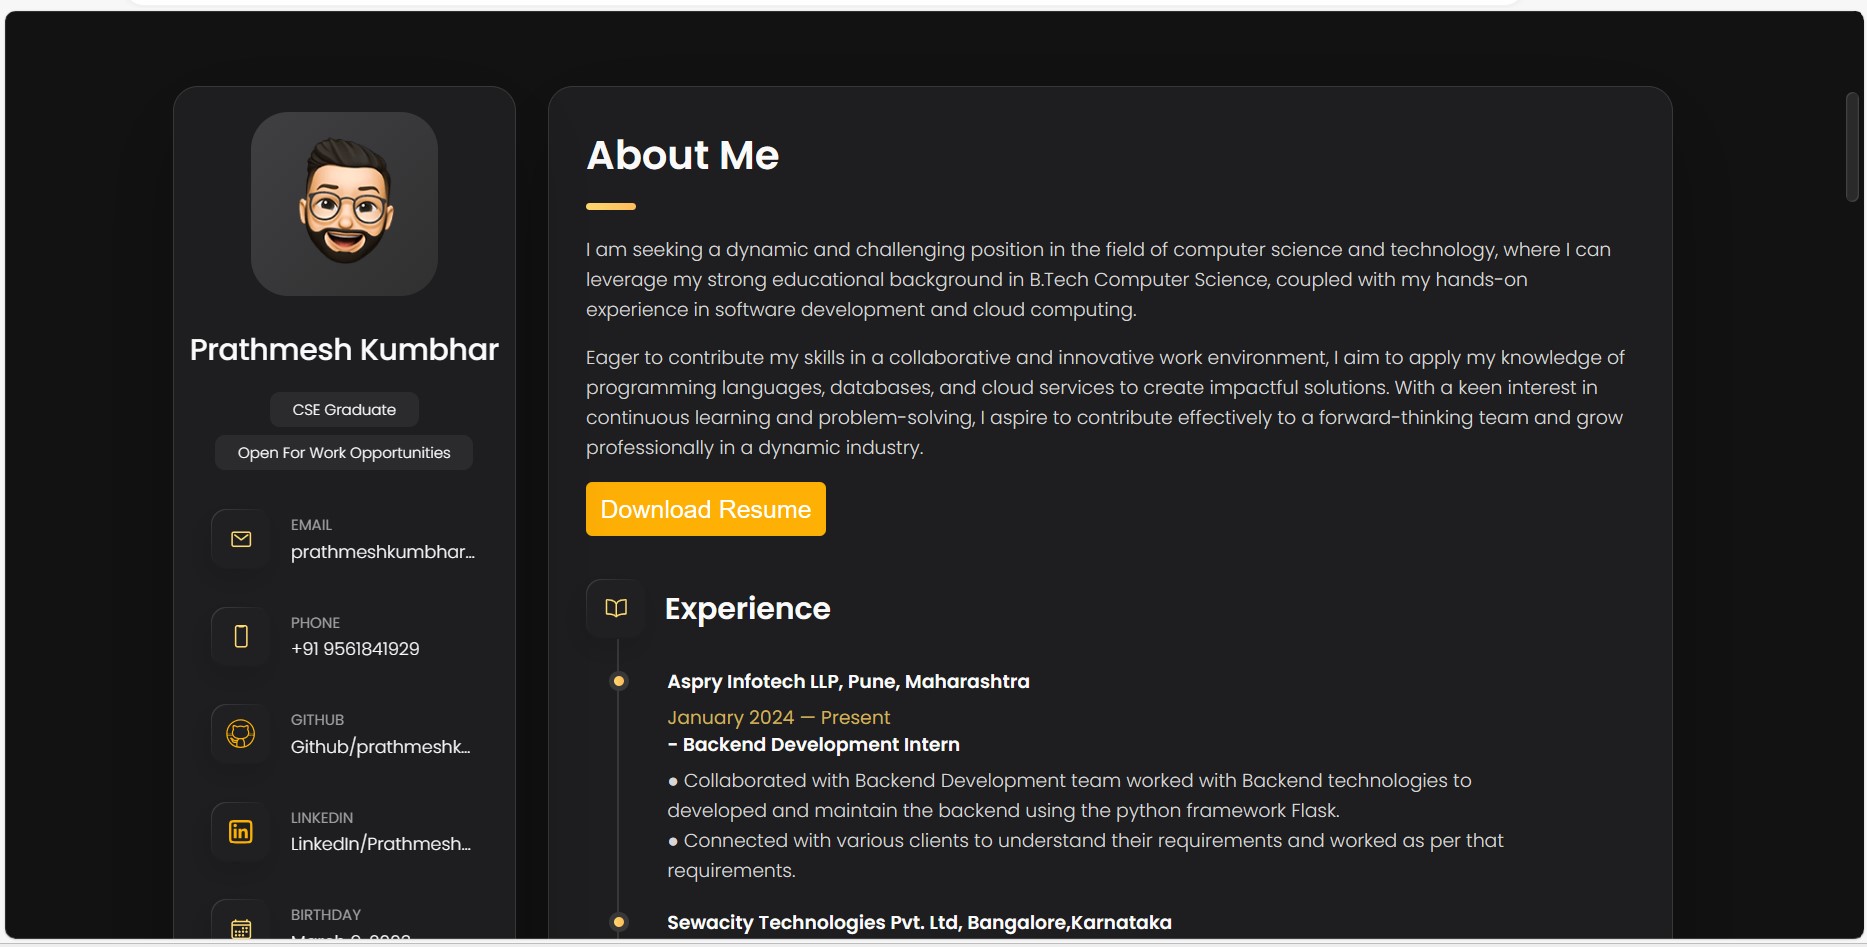 Prathmesh Kumbhar
CSE Graduate
Open For Work Opportunities
EMAIL
prathmeshkumbhar...
PHONE
+91 9561841929
GITHUB
Github/prathmeshk...
LINKEDIN
LinkedIn/Prathmesh...
BIRTHDAY
About Me
I am seeking a dynamic and challenging position in the field of computer science and technology, where I can
leverage my strong educational background in B.Tech Computer Science, coupled with my hands-on
experience in software development and cloud computing.
Eager to contribute my skills in a collaborative and innovative work environment, I aim to apply my knowledge of
programming languages, databases, and cloud services to create impactful solutions. With a keen interest in
continuous learning and problem-solving, I aspire to contribute effectively to a forward-thinking team and grow
professionally in a dynamic industry.
Download Resume
Experience
Aspry Infotech LLP, Pune, Maharashtra
January 2024 — Present
- Backend Development Intern
● Collaborated with Backend Development team worked with Backend technologies to
developed and maintain the backend using the python framework Flask.
● Connected with various clients to understand their requirements and worked as per that
requirements.
Sewacity Technologies Pvt. Ltd, Bangalore,Karnataka